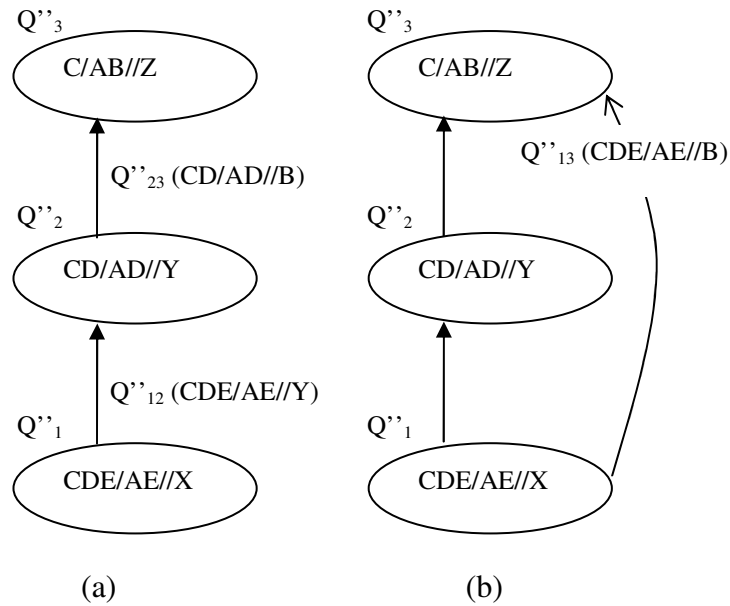 Q’’3
C/AB//Z
Q’’23 (CD/AD//B)
Q’’2
CD/AD//Y
Q’’12 (CDE/AE//Y)
Q’’1
CDE/AE//X
(a)
Q’’3
C/AB//Z
Q’’13 (CDE/AE//B)
Q’’2
CD/AD//Y
Q’’1
CDE/AE//X
(b)